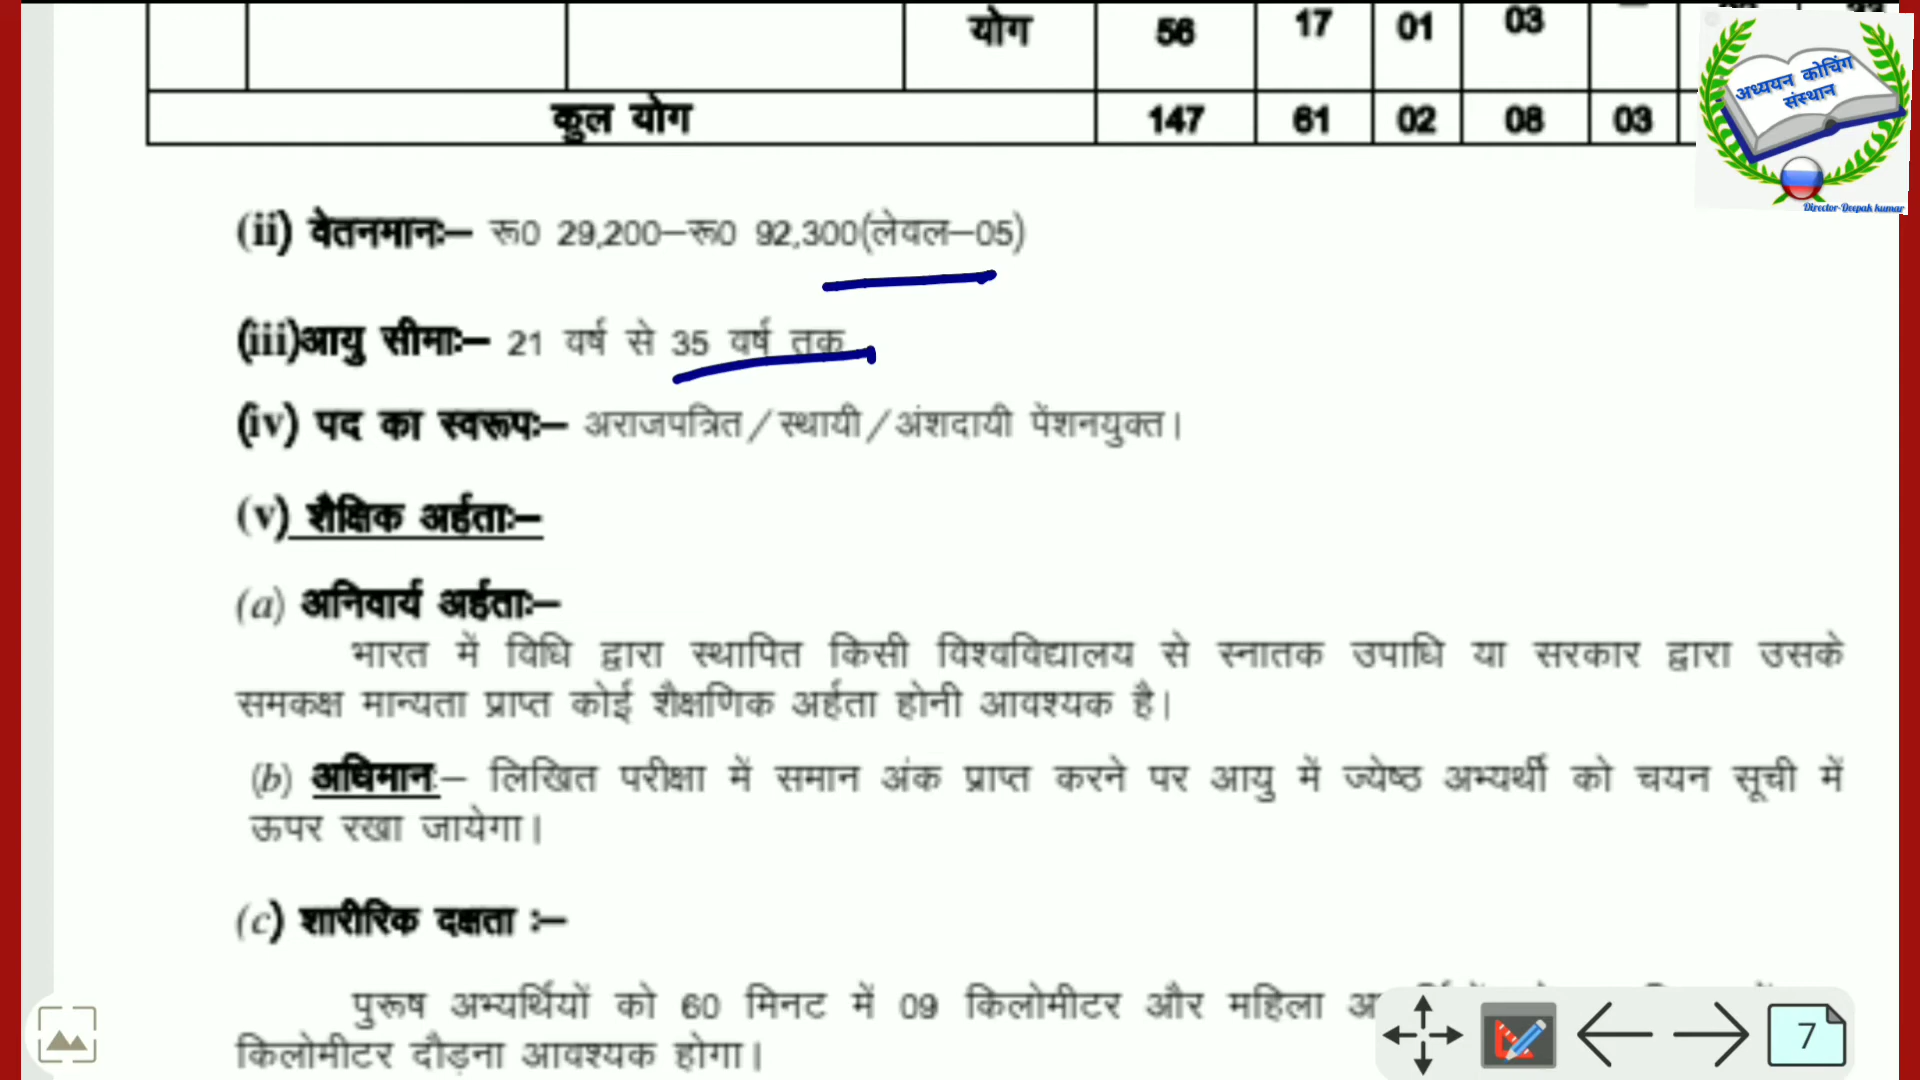 योग 56 17 01 03
कुल योग 147 61 02 08 03
अध्ययन कोचिंग
संस्थान
Director-Deepak kumar
(ii) वेतनमानः– रू0 29,200–रू0 92,300(लेवल–05)
(iii)आयु सीमाः– 21 वर्ष से 35 वर्ष तक
(iv) पद का स्वरूपः– अराजपत्रित/स्थायी/अंशदायी पेंशनयुक्त।
(v) शैक्षिक अर्हताः–
(a) अनिवार्य अर्हताः–
भारत में विधि द्वारा स्थापित किसी विश्वविद्यालय से स्नातक उपाधि या सरकार द्वारा उसके
समकक्ष मान्यता प्राप्त कोई शैक्षणिक अर्हता होनी आवश्यक है।
(b) अधिमानः– लिखित परीक्षा में समान अंक प्राप्त करने पर आयु में ज्येष्ठ अभ्यर्थी को चयन सूची में
ऊपर रखा जायेगा।
(c) शारीरिक दक्षता :–
पुरूष अभ्यर्थियों को 60 मिनट में 09 किलोमीटर और महिला
किलोमीटर दौड़ना आवश्यक होगा।
7